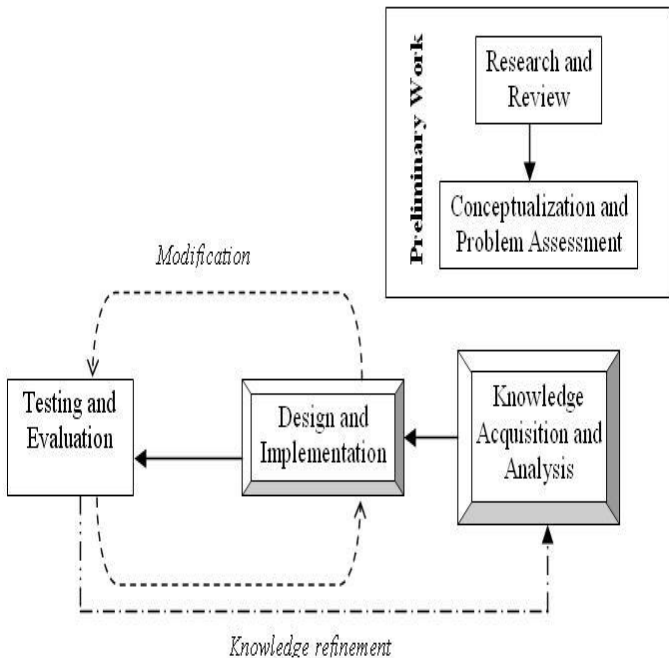 Preliminary Work
Research and
Review
Conceptualization and
Problem Assessment
Modification
Testing and
Evaluation
Design and
Implementation
Knowledge
Acquisition and
Analysis
Knowledge refinement